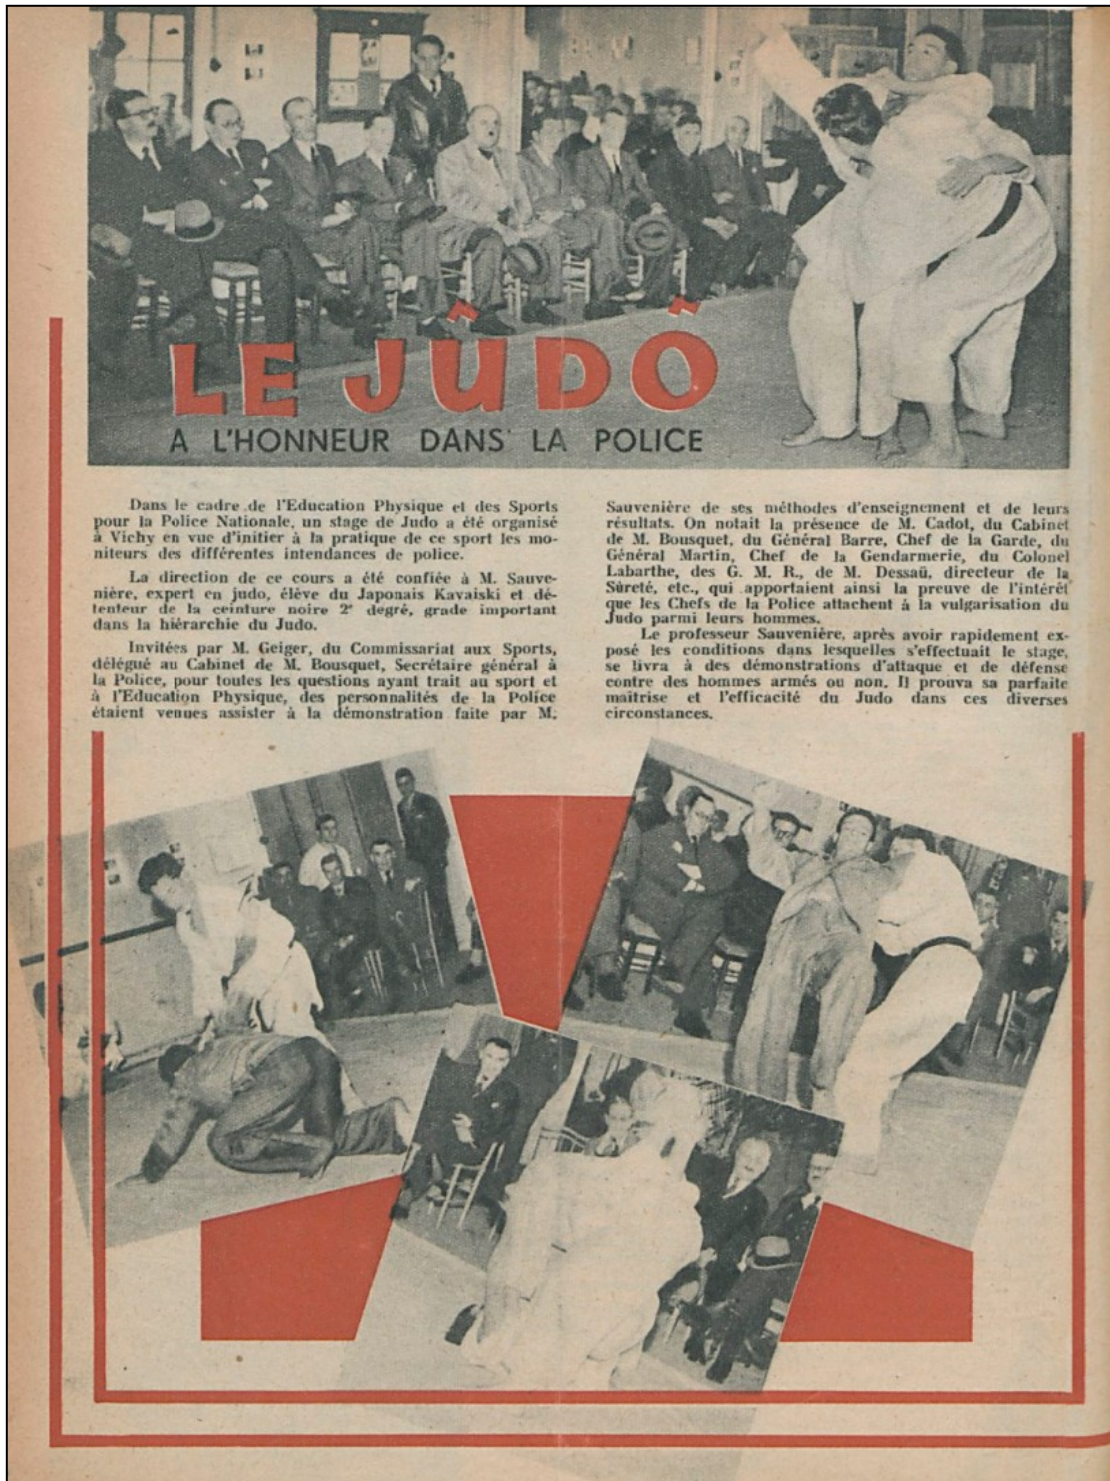 LE JUDO
A L'HONNEUR DANS LA POLICE
Dans le cadre de l'Education Physique et des Sports
pour la Police Nationale, un stage de Judo a été organisé
à Vichy en vue d'initier à la pratique de ce sport les mo-
niteurs des différentes intendances de police.
La direction de ce cours a été confiée à M. Sauve-
nière, expert en judo, élève du Japonais Kavaiski et dé-
tenteur de la ceinture noire 2e degré, grade important
dans la hiérarchie du Judo.
Invitées par M. Geiger, du Commissariat aux Sports,
délégué au Cabinet de M. Bousquet, Secrétaire général à
la Police, pour toutes les questions ayant trait au sport et
à l'Education Physique, des personnalités de la Police
étaient venues assister à la démonstration faite par M.
Sauvenière de ses méthodes d'enseignement et de leurs
résultats. On notait la présence de M. Cadot, du Cabinet
de M. Bousquet, du Général Barre, Chef de la Garde, du
Général Martin, Chef de la Gendarmerie, du Colonel
Labarthe, des G. M. R., de M. Dessaü, directeur de la
Sûreté, etc., qui apportaient ainsi la preuve de l'intérêt
que les Chefs de la Police attachent à la vulgarisation du
Judo parmi leurs hommes.
Le professeur Sauvenière, après avoir rapidement ex-
posé les conditions dans lesquelles s'effectuait le stage,
se livra à des démonstrations d'attaque et de défense
contre des hommes armés ou non. Il prouva sa parfaite
maîtrise et l'efficacité du Judo dans ces diverses
circonstances.